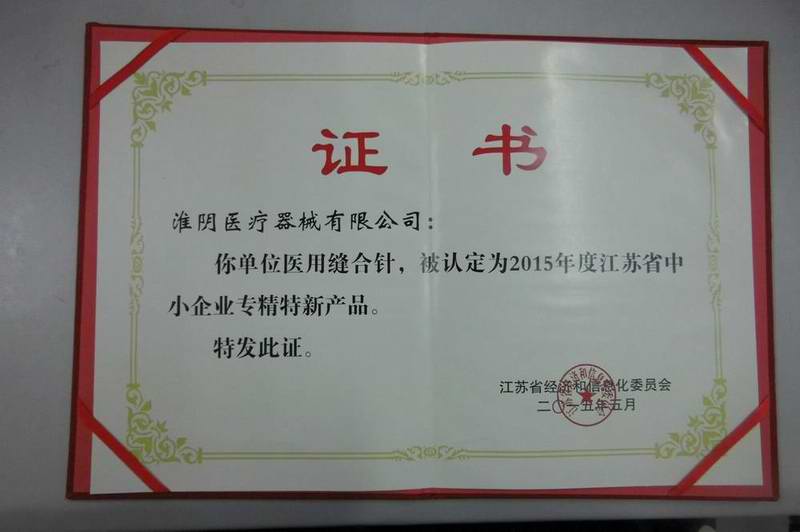 证 书
淮阴医疗器械有限公司：
你单位医用缝合针，被认定为2015年度江苏省中
小企业专精特新产品。
特发此证。
江苏省经济和信息化委员会
二〇一五年五月